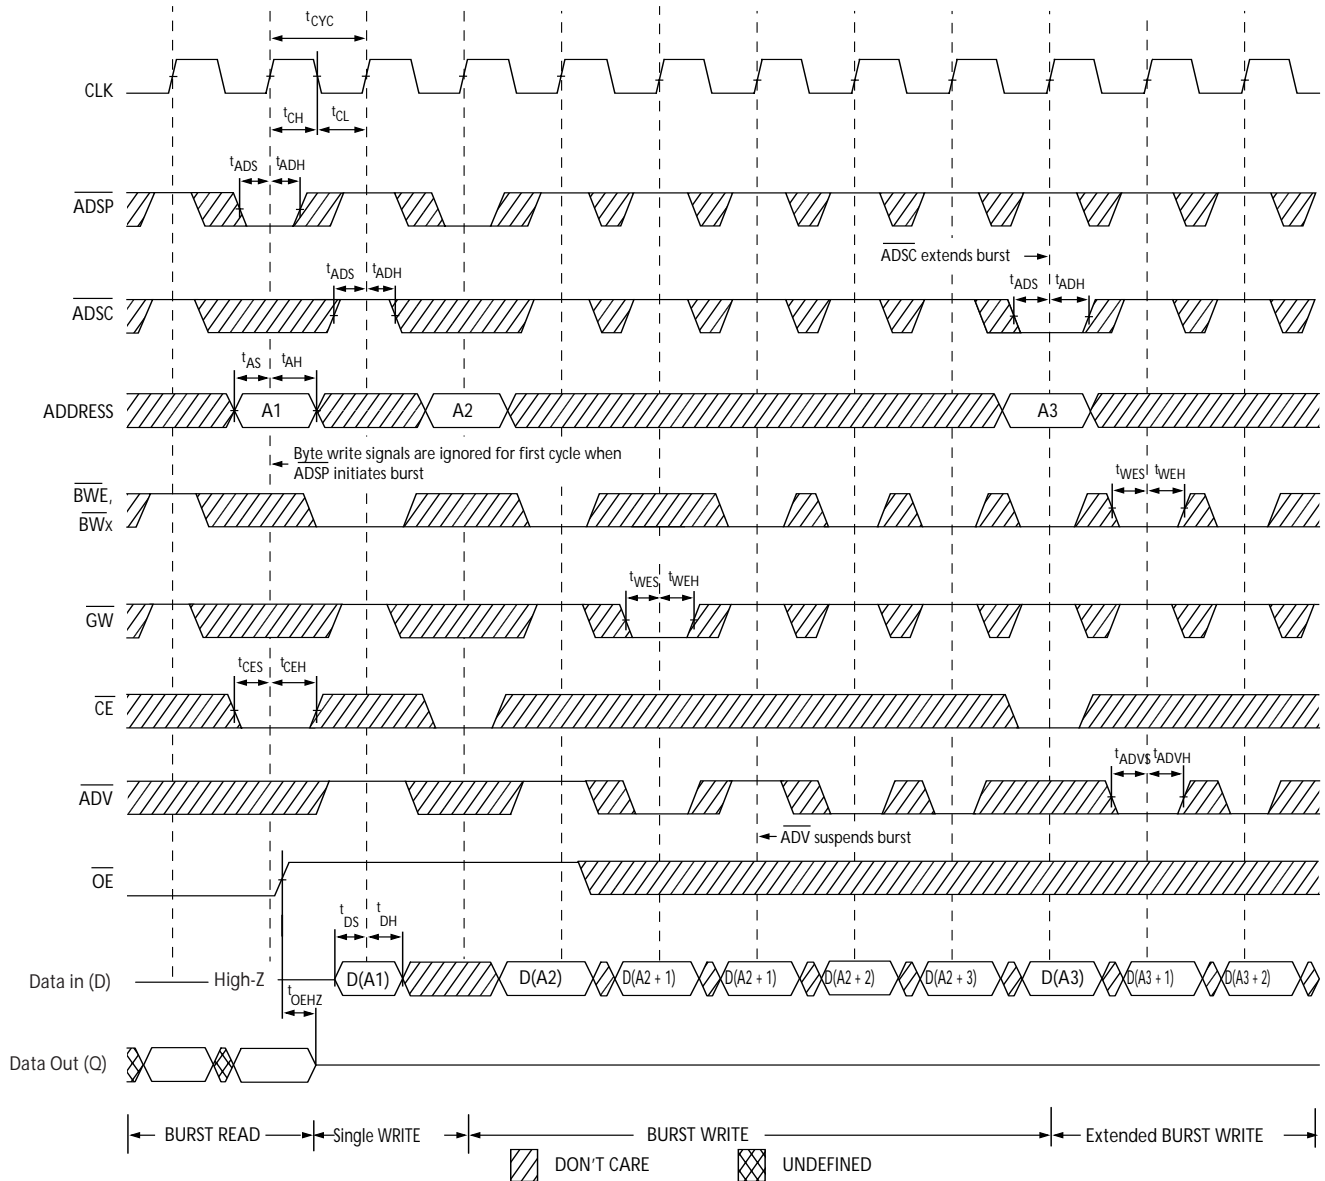 tCYC
CLK
tCH
tCL
tADS
tADH
ADSP
ADSC extends burst
tADS
tADH
tADS
tADH
ADSC
tAS
tAH
ADDRESS
A1
A2
A3
Byte write signals are ignored for first cycle when
ADSP initiates burst
tWES
tWEH
BWE,
BWx
tWES
tWEH
GW
tCES
tCEH
CE
tADVS
tADVH
ADV
ADV suspends burst
OE
tDS
tDH
Data in (D)
High-Z
D(A1)
D(A2)
D(A2 + 1)
D(A2 + 1)
D(A2 + 2)
D(A2 + 3)
D(A3)
D(A3 + 1)
D(A3 + 2)
tOEHZ
Data Out (Q)
BURST READ
Single WRITE
BURST WRITE
Extended BURST WRITE
DON'T CARE
UNDEFINED